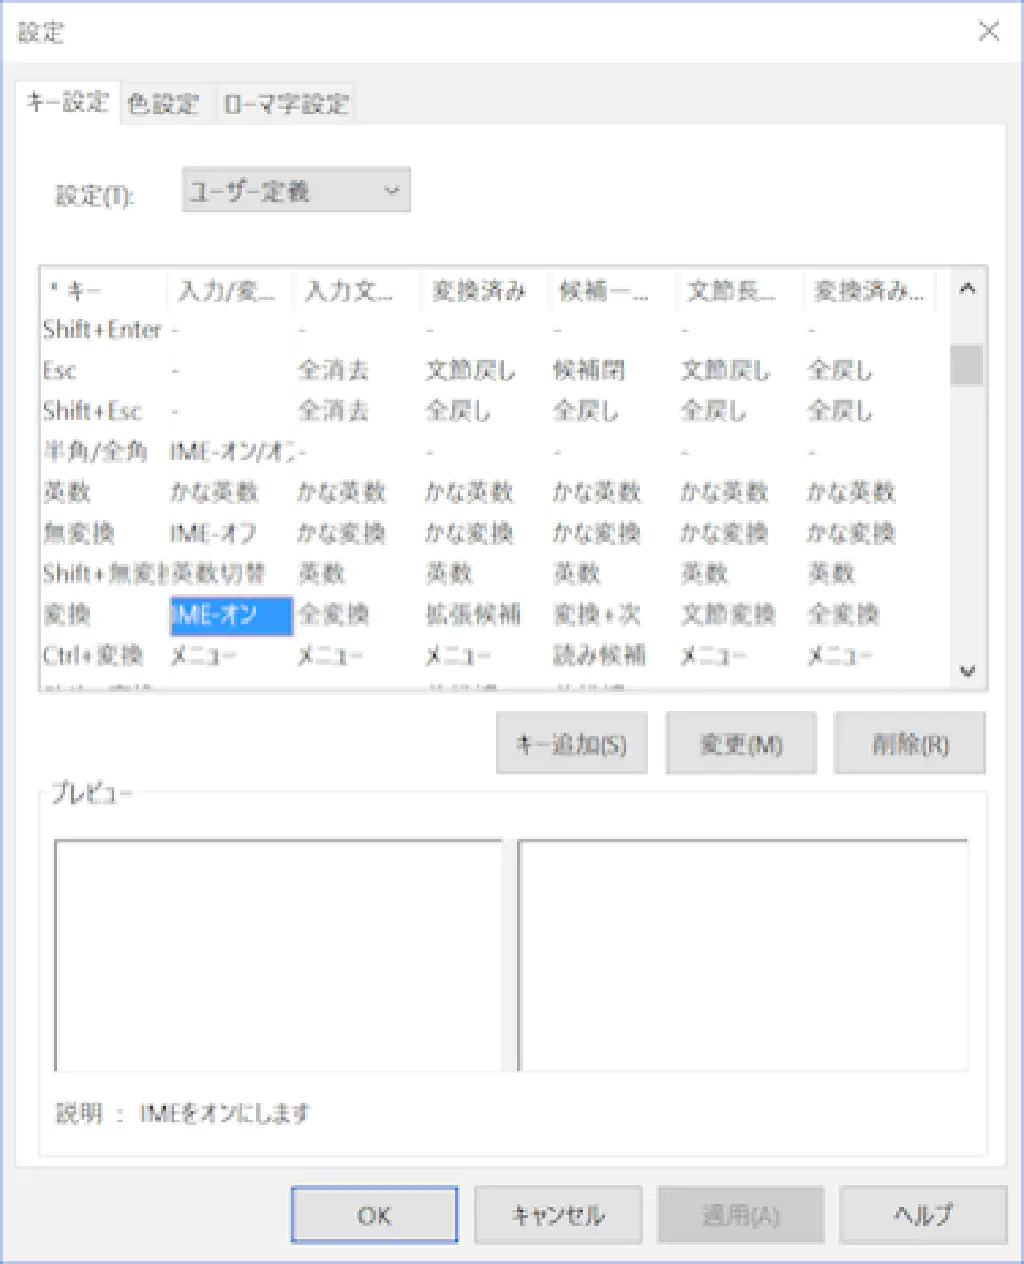 設定
キー設定 色設定 ローマ字設定
設定(T): ユーザー定義
* キー 入力/変... 入力文... 変換済み 候補一... 文節長... 変換済み...
Shift+Enter - - - - - -
Esc - 全消去 文節戻し 候補閉 文節戻し 全戻し
Shift+Esc - 全消去 全戻し 全戻し 全戻し 全戻し
半角/全角 IME-オン/オフ - - - - -
英数 かな英数 かな英数 かな英数 かな英数 かな英数 かな英数
無変換 IME-オフ かな変換 かな変換 かな変換 かな変換 かな変換
Shift+無変換 英数切替 英数 英数 英数 英数 英数
変換 IME-オン 全変換 拡張候補 変換+次 文節変換 全変換
Ctrl+変換 メニュー メニュー メニュー 読み候補 メニュー メニュー
キー追加(S) 変更(M) 削除(R)
プレビュー
説明 : IMEをオンにします
OK キャンセル 適用(A) ヘルプ